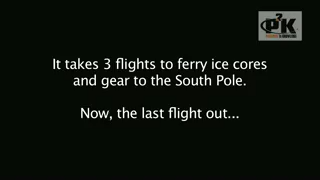 P²K
It takes 3 flights to ferry ice cores
and gear to the South Pole.
Now, the last flight out...